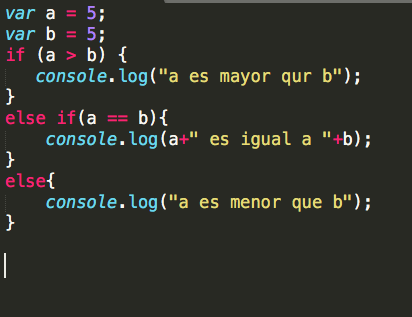 var a = 5;
var b = 5;
if (a > b) {
console.log("a es mayor qur b");
}
else if(a == b){
console.log(a+" es igual a "+b);
}
else{
console.log("a es menor que b");
}